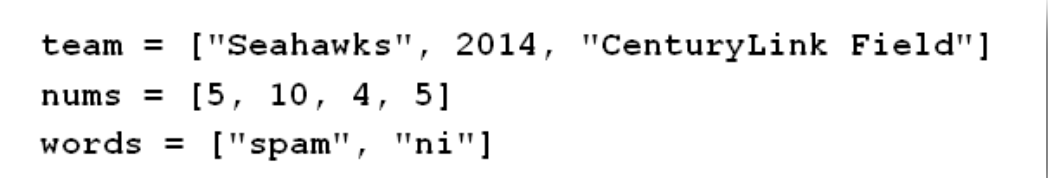 team = ["Seahawks", 2014, "CenturyLink Field"]
nums = [5, 10, 4, 5]
words = ["spam", "ni"]